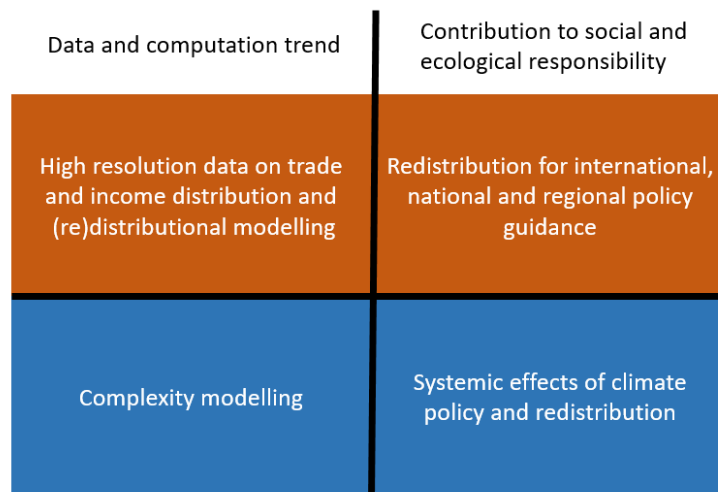 Data and computation trend
Contribution to social and
ecological responsibility
High resolution data on trade
and income distribution and
(re)distributional modelling
Redistribution for international,
national and regional policy
guidance
Complexity modelling
Systemic effects of climate
policy and redistribution